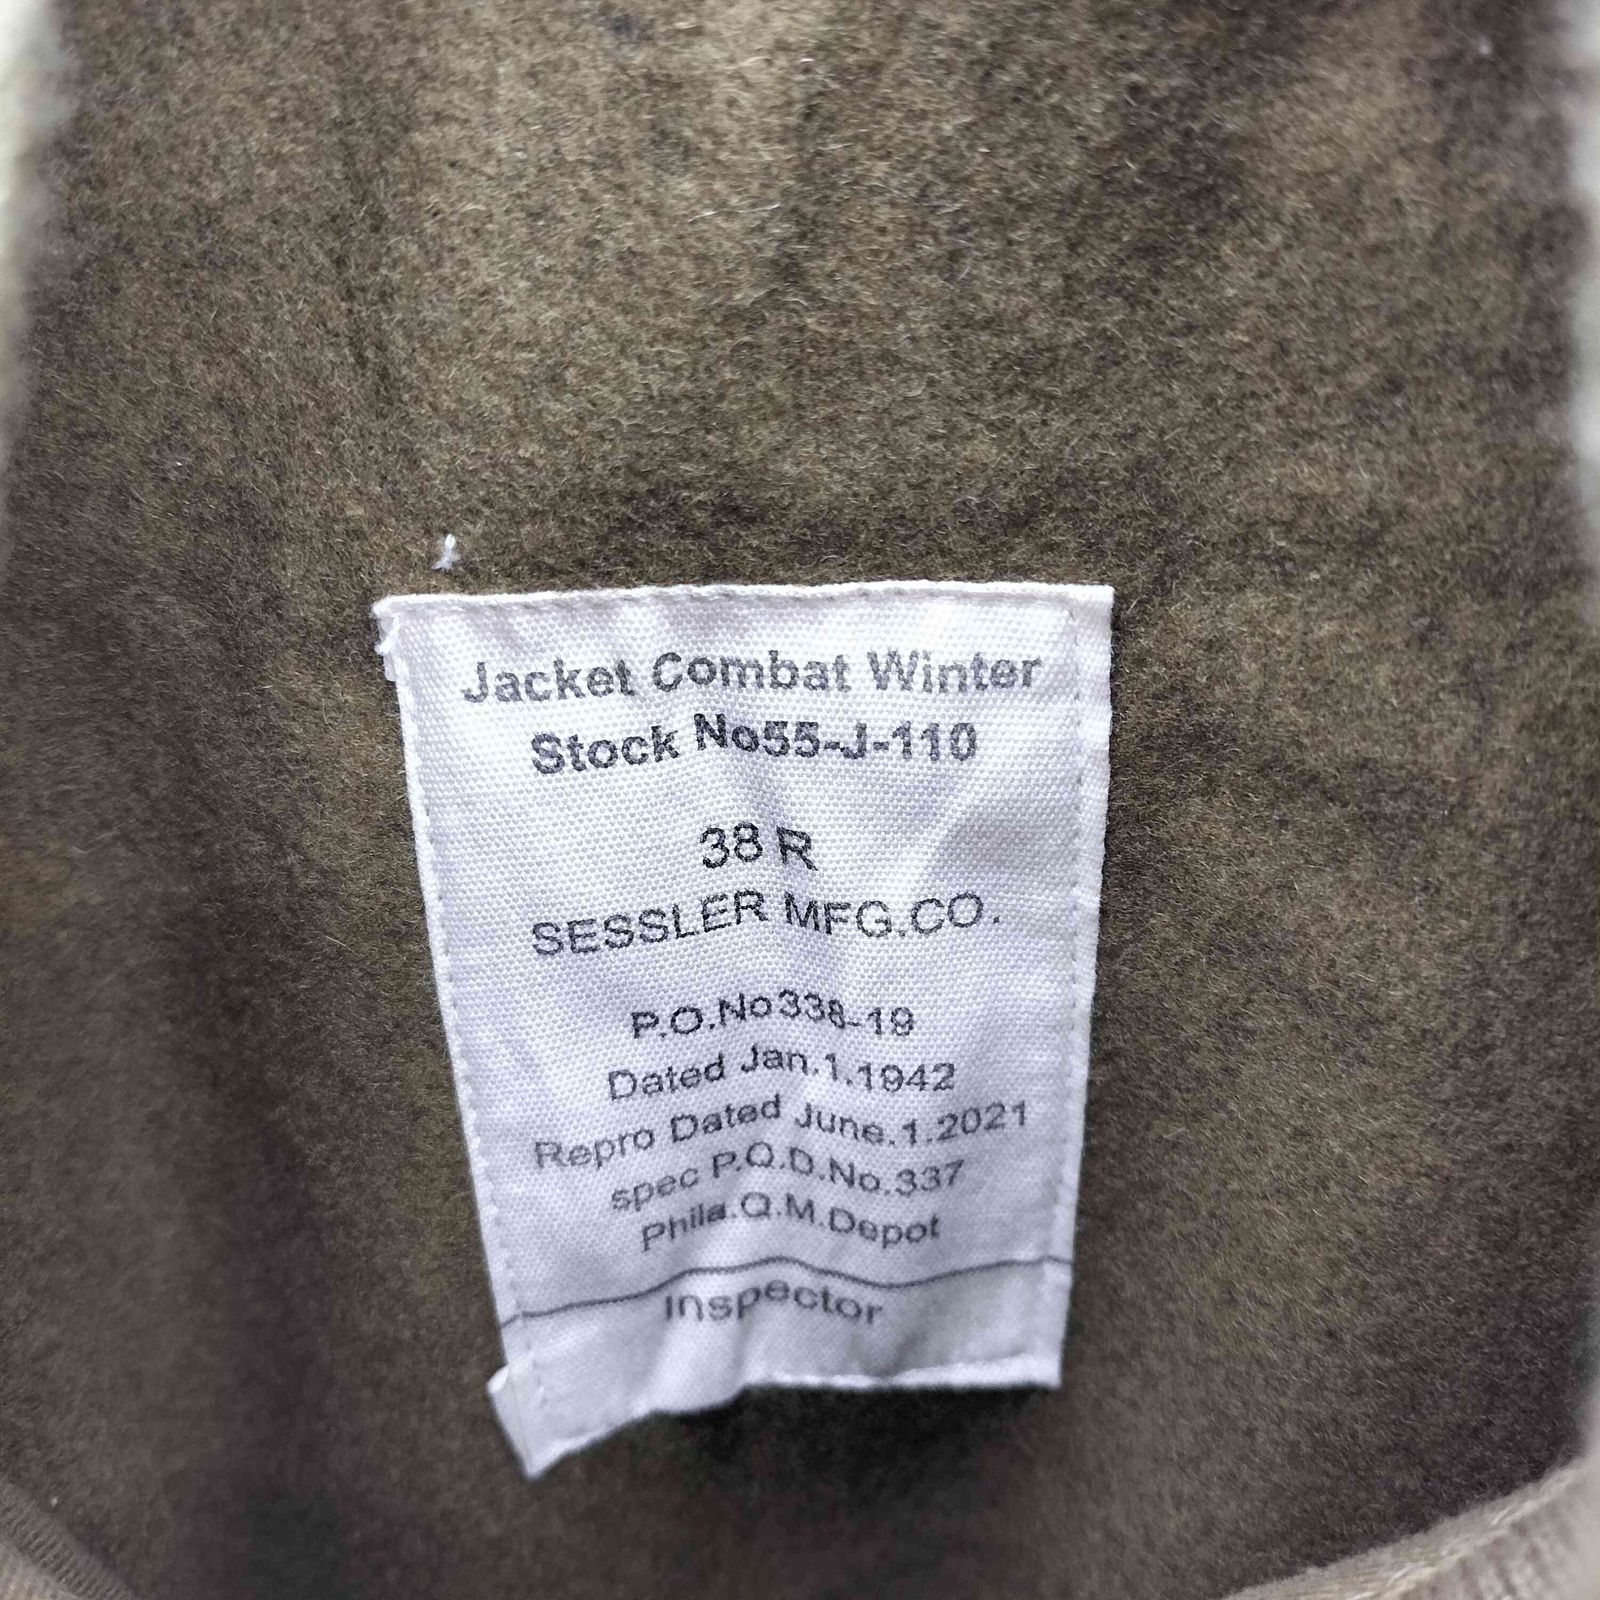 Jacket Combat Winter
Stock No55-J-110
38 R
SESSLER MFG.CO.
P.O.No338-19
Dated Jan.1.1942
Repro Dated June.1.2021
spec P.Q.D.No.337
Phila.Q.M.Depot
Inspector